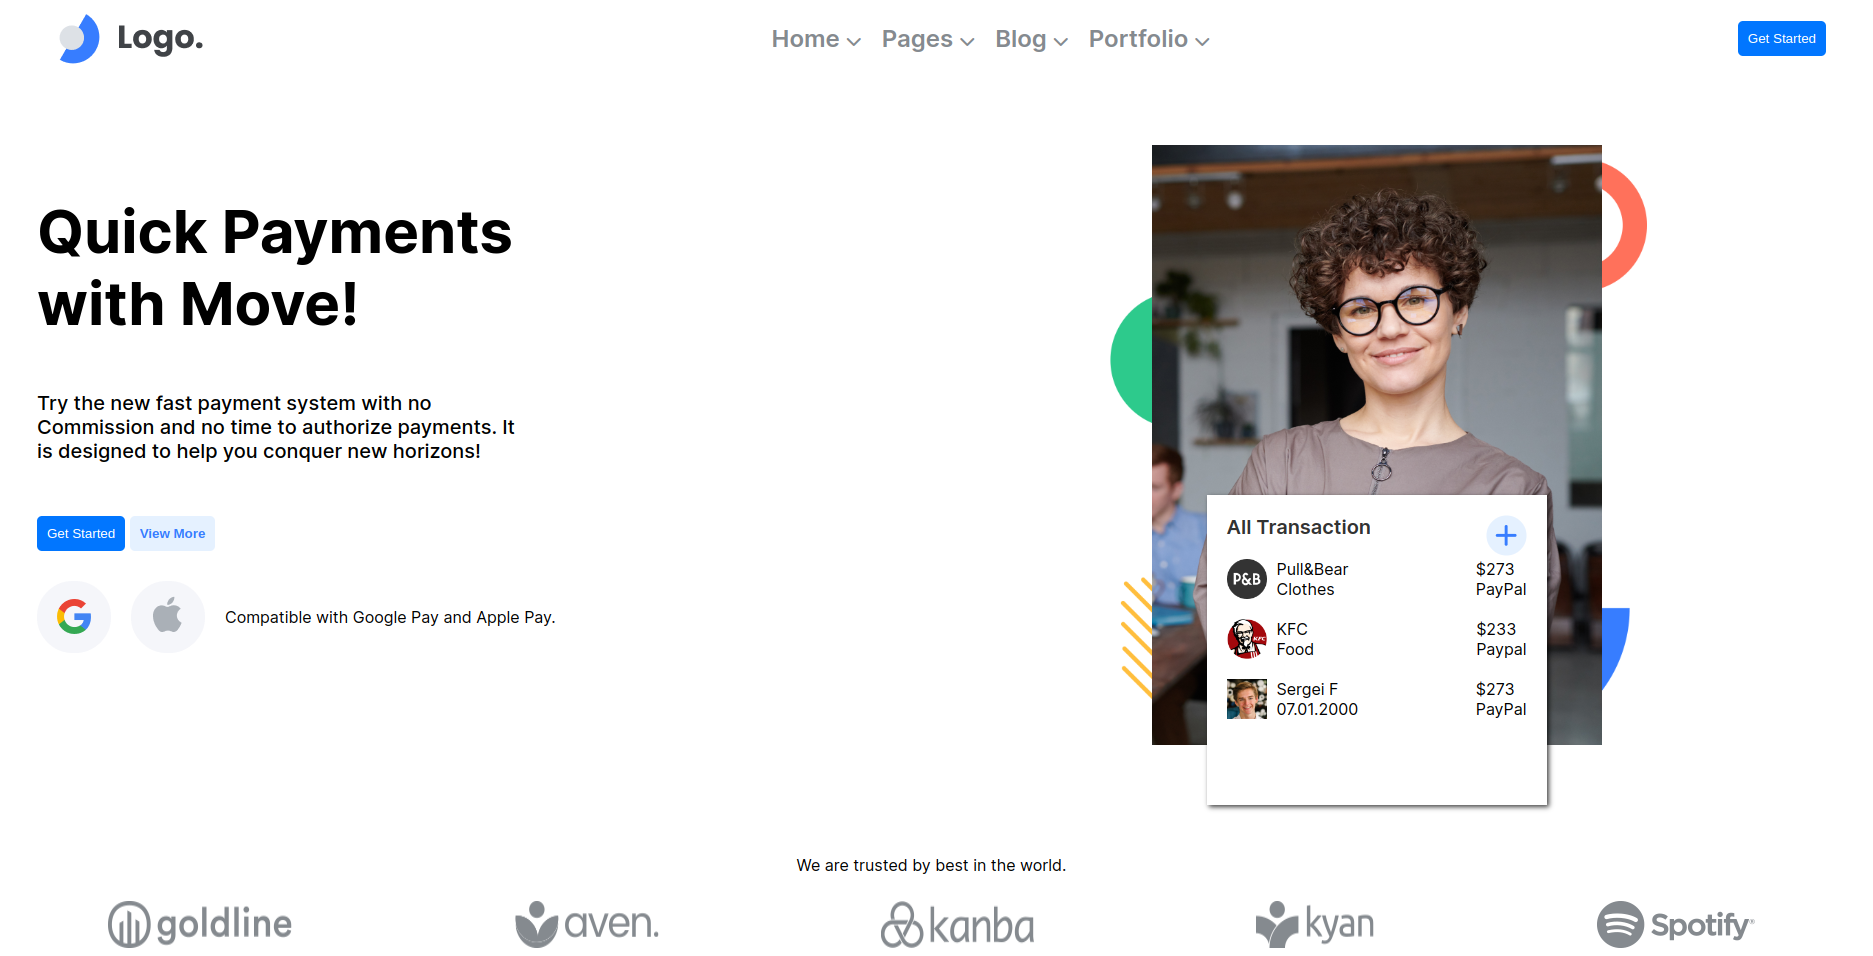 Logo.
Home
Pages
Blog
Portfolio
Get Started
Quick Payments
with Move!
Try the new fast payment system with no
Commission and no time to authorize payments. It
is designed to help you conquer new horizons!
Get Started
View More
Compatible with Google Pay and Apple Pay.
All Transaction
P&B
Pull&Bear
Clothes
$273
PayPal
KFC
KFC
Food
$233
Paypal
Sergei F
07.01.2000
$273
PayPal
We are trusted by best in the world.
goldline
aven.
kanba
kyan
Spotify